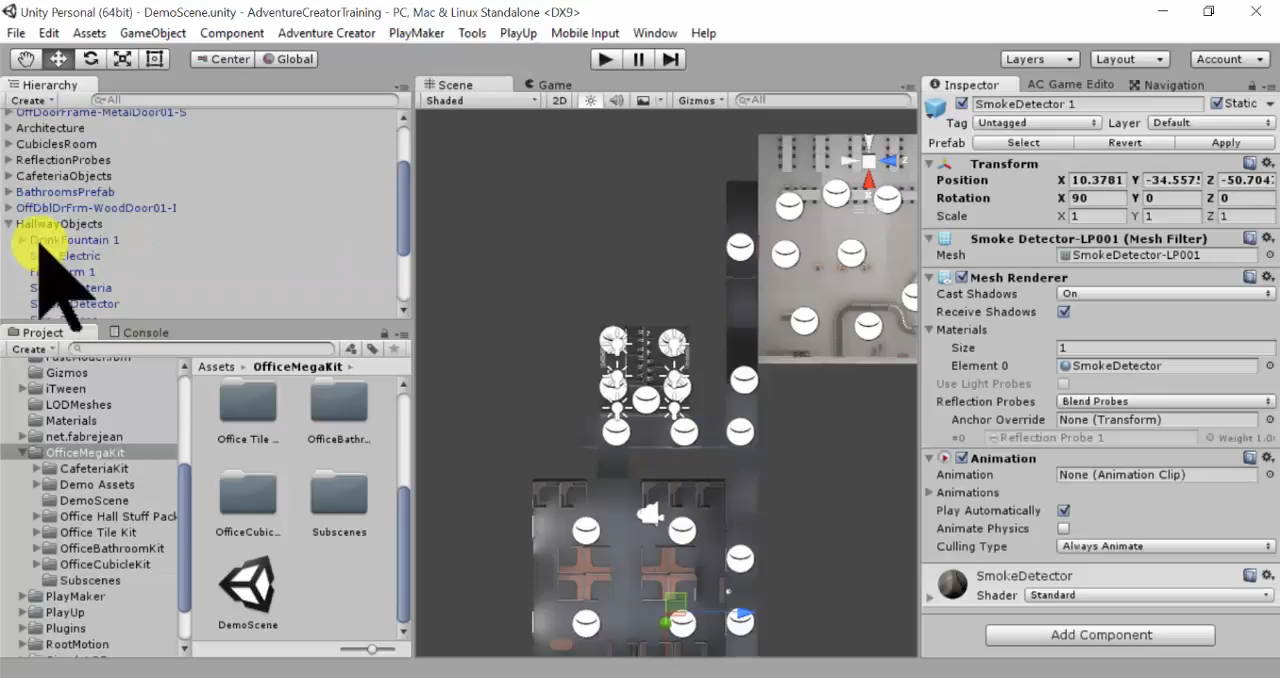 Unity Personal (64bit) - DemoScene.unity - AdventureCreatorTraining - PC, Mac & Linux Standalone <DX9>
File Edit Assets GameObject Component Adventure Creator PlayMaker Tools PlayUp Mobile Input Window Help
Center Global Layers Layout Account
Hierarchy
Create All
OffDoorFrame-MetalDoor01-S
Architecture
CubiclesRoom
ReflectionProbes
CafeteriaObjects
BathroomsPrefab
OffDblDrFrm-WoodDoor01-I
HallwayObjects
DrinkFountain 1
Electric
1
Project Console
Create
Gizmos
iTween
LODMeshes
Materials
net.fabrejean
OfficeMegaKit
CafeteriaKit
Demo Assets
DemoScene
Office Hall Stuff Pack
Office Tile Kit
OfficeBathroomKit
OfficeCubicleKit
Subscenes
PlayMaker
PlayUp
Plugins
RootMotion
Assets OfficeMegaKit
Office Tile ... OfficeBathr...
OfficeCubic... Subscenes
DemoScene
Scene Game
Shaded 2D Gizmos All
Inspector AC Game Edito Navigation
SmokeDetector 1 Static
Tag Untagged Layer Default
Prefab Select Revert Apply
Transform
Position X 10.3781 Y -34.557! Z -50.704
Rotation X 90 Y 0 Z 0
Scale X 1 Y 1 Z 1
Smoke Detector-LP001 (Mesh Filter)
Mesh SmokeDetector-LP001
Mesh Renderer
Cast Shadows On
Receive Shadows
Materials
Size 1
Element 0 SmokeDetector
Use Light Probes
Reflection Probes Blend Probes
Anchor Override None (Transform)
#0 Reflection Probe 1 Weight 1.0
Animation
Animation None (Animation Clip)
Animations
Play Automatically
Animate Physics
Culling Type Always Animate
SmokeDetector
Shader Standard
Add Component